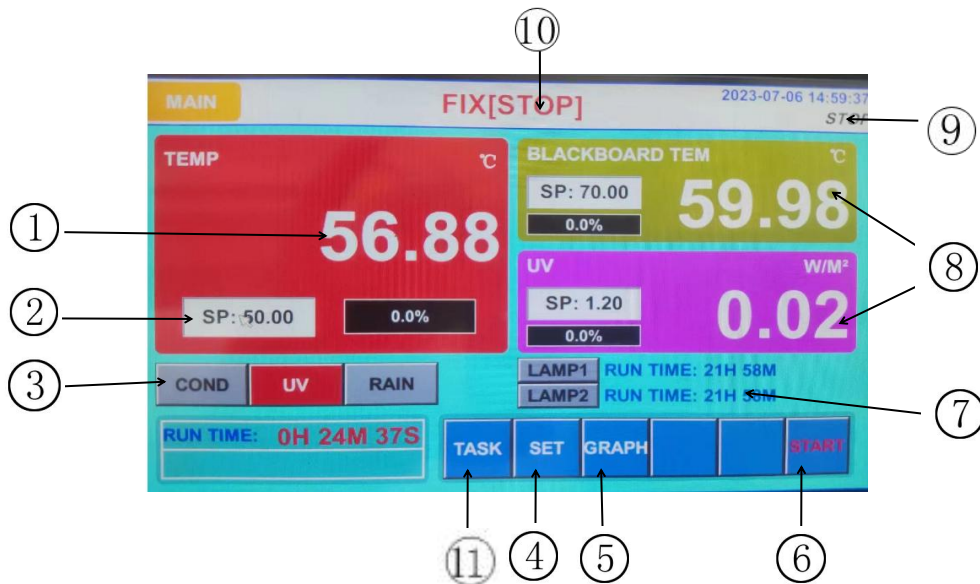 ⑩
MAIN
FIX[STOP]
2023-07-06 14:59:37
⑨
TEMP
℃
BLACKBOARD TEM
℃
SP: 70.00
59.98
0.0%
①
56.88
⑧
UV
W/M²
SP: 1.20
0.02
0.0%
②
SP: 50.00
0.0%
③
COND
UV
RAIN
LAMP1
RUN TIME: 21H 58M
LAMP2
RUN TIME: 21H
⑦
RUN TIME:
0H 24M 37S
TASK
SET
GRAPH
START
⑪
④
⑤
⑥